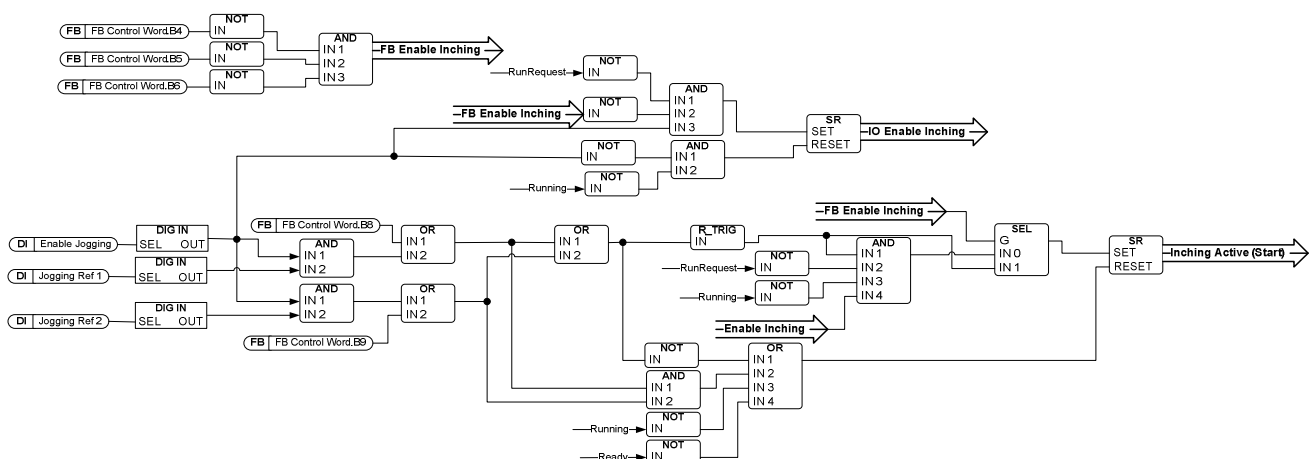 NOT
FB FB Control Word.B4 IN
AND
NOT
IN 1
FB Enable Inching
FB FB Control Word.B5 IN
IN 2
NOT
IN 3
FB FB Control Word.B6 IN
NOT
RunRequest IN
AND
NOT
IN 1
FB Enable Inching IN
IN 2
IN 3
SR
SET
IO Enable Inching
RESET
NOT
AND
IN
IN 1
IN 2
NOT
Running IN
FB Enable Inching
DIG IN
DI Enable Jogging SEL OUT
FB FB Control Word.B8
OR
IN 1
IN 2
AND
IN 1
IN 2
OR
IN 1
IN 2
R_TRIG
IN
SEL
G
IN 0
IN 1
SR
SET
Inching Active (Start)
RESET
DIG IN
DI Jogging Ref 1 SEL OUT
AND
IN 1
IN 2
IN 3
IN 4
NOT
RunRequest IN
NOT
Running IN
AND
IN 1
IN 2
OR
IN 1
IN 2
DIG IN
DI Jogging Ref 2 SEL OUT
FB FB Control Word.B9
Enable Inching
NOT
IN
OR
IN 1
IN 2
IN 3
IN 4
AND
IN 1
IN 2
NOT
Running IN
NOT
Ready IN